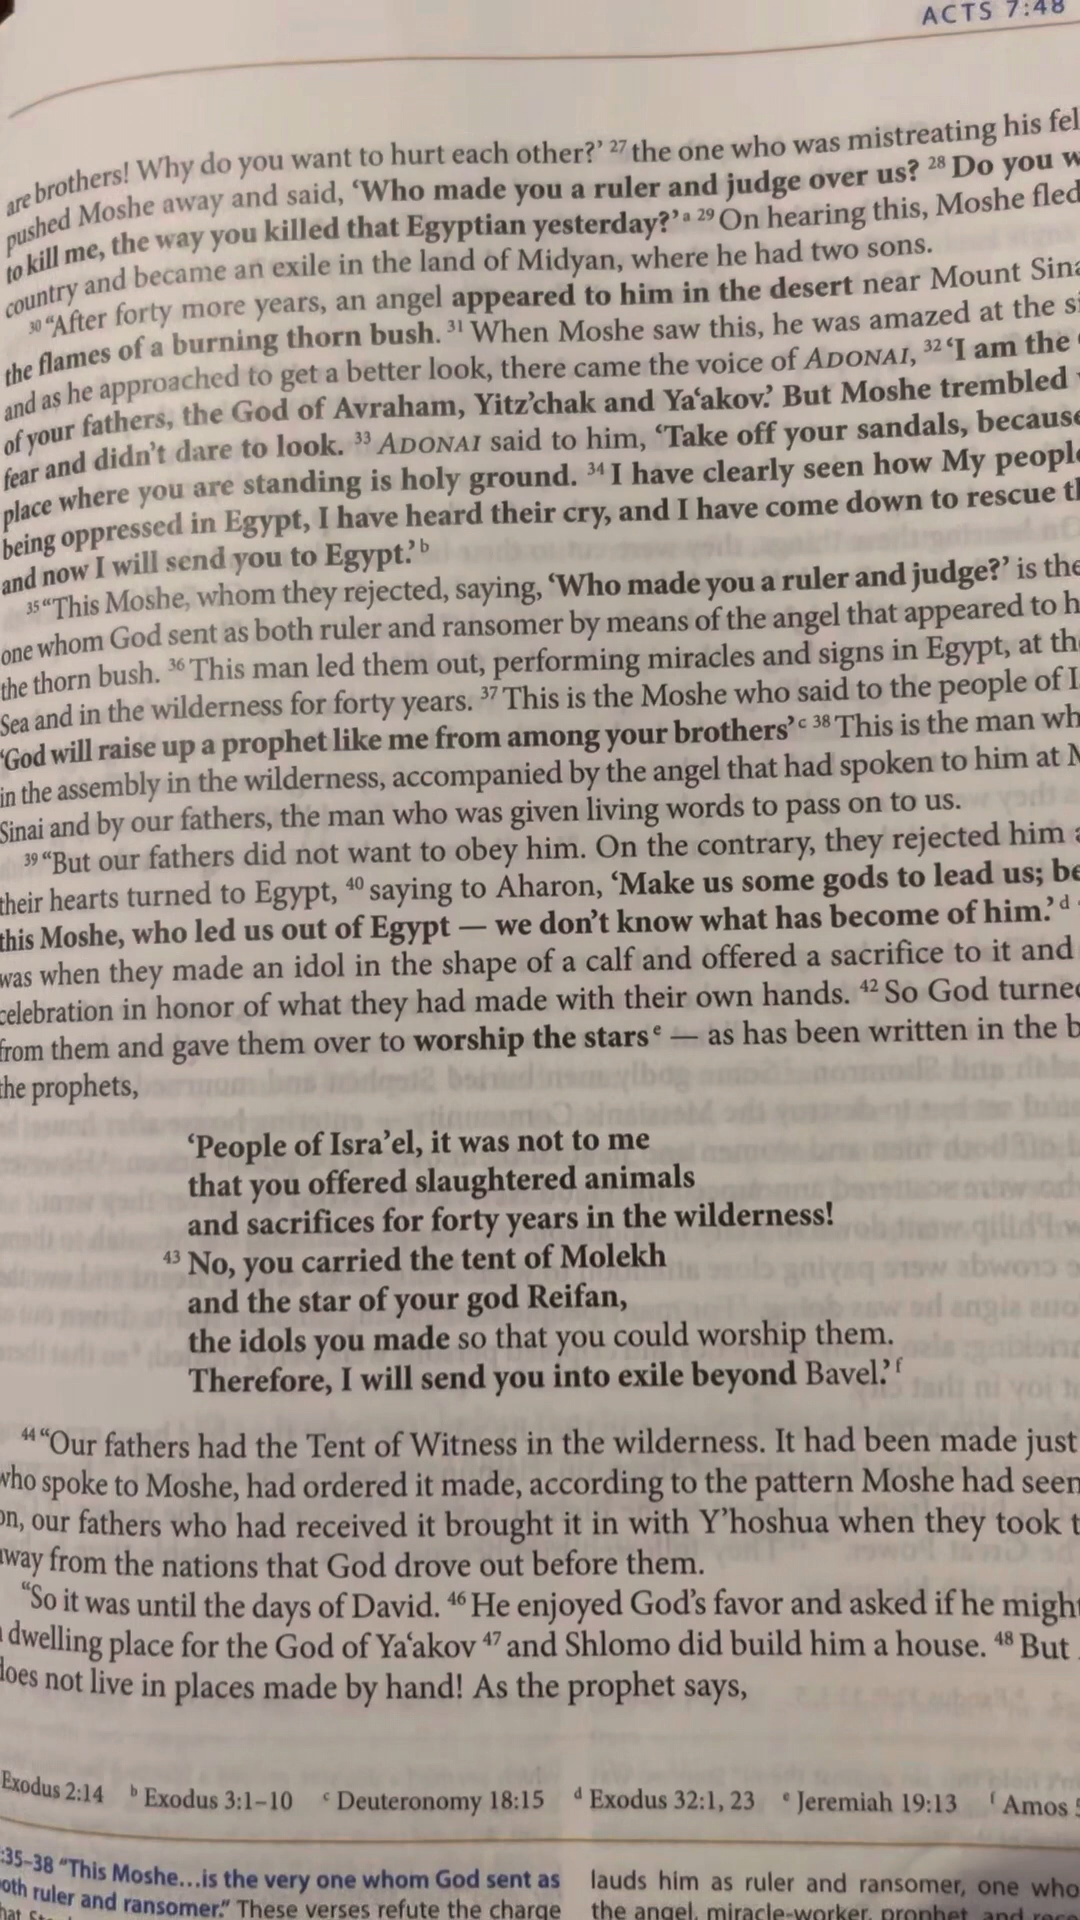 ACTS 7:48
are brothers! Why do you want to hurt each other?’ 27 the one who was mistreating his fel
pushed Moshe away and said, ‘Who made you a ruler and judge over us? 28 Do you w
to kill me, the way you killed that Egyptian yesterday?’ a 29 On hearing this, Moshe fled
country and became an exile in the land of Midyan, where he had two sons.
30 “After forty more years, an angel appeared to him in the desert near Mount Sina
the flames of a burning thorn bush. 31 When Moshe saw this, he was amazed at the si
and as he approached to get a better look, there came the voice of ADONAI, 32 ‘I am the
of your fathers, the God of Avraham, Yitz’chak and Ya‘akov.’ But Moshe trembled
fear and didn’t dare to look. 33 ADONAI said to him, ‘Take off your sandals, because
place where you are standing is holy ground. 34 I have clearly seen how My people
being oppressed in Egypt, I have heard their cry, and I have come down to rescue th
and now I will send you to Egypt.’ b
35 “This Moshe, whom they rejected, saying, ‘Who made you a ruler and judge?’ is the
one whom God sent as both ruler and ransomer by means of the angel that appeared to h
the thorn bush. 36 This man led them out, performing miracles and signs in Egypt, at the
Sea and in the wilderness for forty years. 37 This is the Moshe who said to the people of I
‘God will raise up a prophet like me from among your brothers’ c 38 This is the man wh
in the assembly in the wilderness, accompanied by the angel that had spoken to him at M
Sinai and by our fathers, the man who was given living words to pass on to us.
39 “But our fathers did not want to obey him. On the contrary, they rejected him a
their hearts turned to Egypt, 40 saying to Aharon, ‘Make us some gods to lead us; be
this Moshe, who led us out of Egypt — we don’t know what has become of him.’ d
was when they made an idol in the shape of a calf and offered a sacrifice to it and
celebration in honor of what they had made with their own hands. 42 So God turned
from them and gave them over to worship the stars e — as has been written in the b
the prophets,
‘People of Isra’el, it was not to me
that you offered slaughtered animals
and sacrifices for forty years in the wilderness!
43 No, you carried the tent of Molekh
and the star of your god Reifan,
the idols you made so that you could worship them.
Therefore, I will send you into exile beyond Bavel.’ f
44 “Our fathers had the Tent of Witness in the wilderness. It had been made just
who spoke to Moshe, had ordered it made, according to the pattern Moshe had seen
on, our fathers who had received it brought it in with Y’hoshua when they took t
away from the nations that God drove out before them.
“So it was until the days of David. 46 He enjoyed God’s favor and asked if he might
dwelling place for the God of Ya‘akov 47 and Shlomo did build him a house. 48 But
does not live in places made by hand! As the prophet says,
Exodus 2:14 b Exodus 3:1–10 c Deuteronomy 18:15 d Exodus 32:1, 23 e Jeremiah 19:13 f Amos 5
:35–38 “This Moshe...is the very one whom God sent as
both ruler and ransomer.” These verses refute the charge
lauds him as ruler and ransomer, one who
the angel, miracle-worker, prophet and